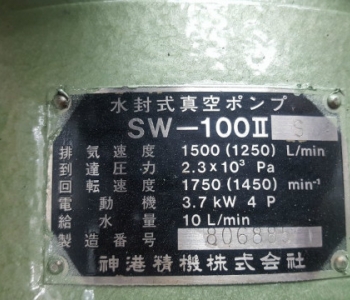 水封式真空ポンプ
SW-100II S
排気速度 1500 (1250) L/min
到達圧力 2.3×10³ Pa
回転速度 1750 (1450) min⁻¹
電動機 3.7 kW 4 P
給水量 10 L/min
製造番号
神港精機株式会社